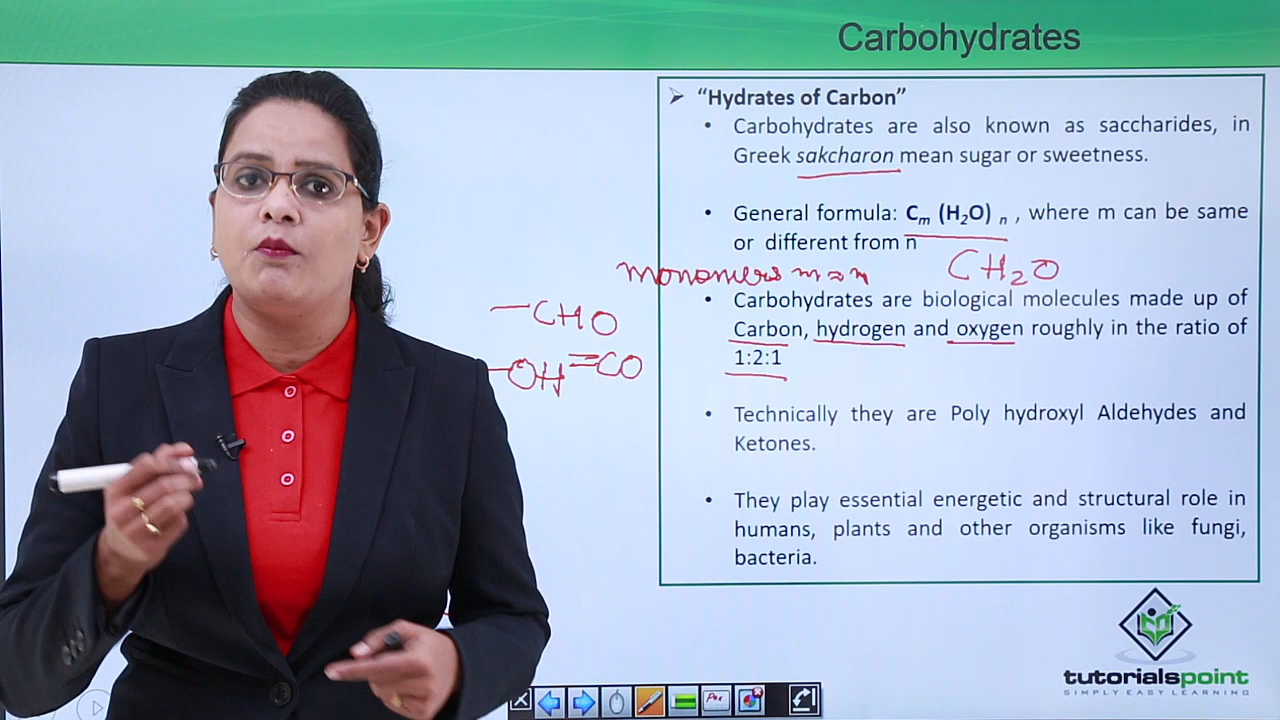 Carbohydrates
➢ “Hydrates of Carbon”
• Carbohydrates are also known as saccharides, in
Greek sakcharon mean sugar or sweetness.
• General formula: Cm (H2O) n , where m can be same
or different from n
monomers m = n CH2O
• Carbohydrates are biological molecules made up of
Carbon, hydrogen and oxygen roughly in the ratio of
1:2:1
—CHO
—OH =CO
• Technically they are Poly hydroxyl Aldehydes and
Ketones.
• They play essential energetic and structural role in
humans, plants and other organisms like fungi,
bacteria.
tutorialspoint
SIMPLY EASY LEARNING